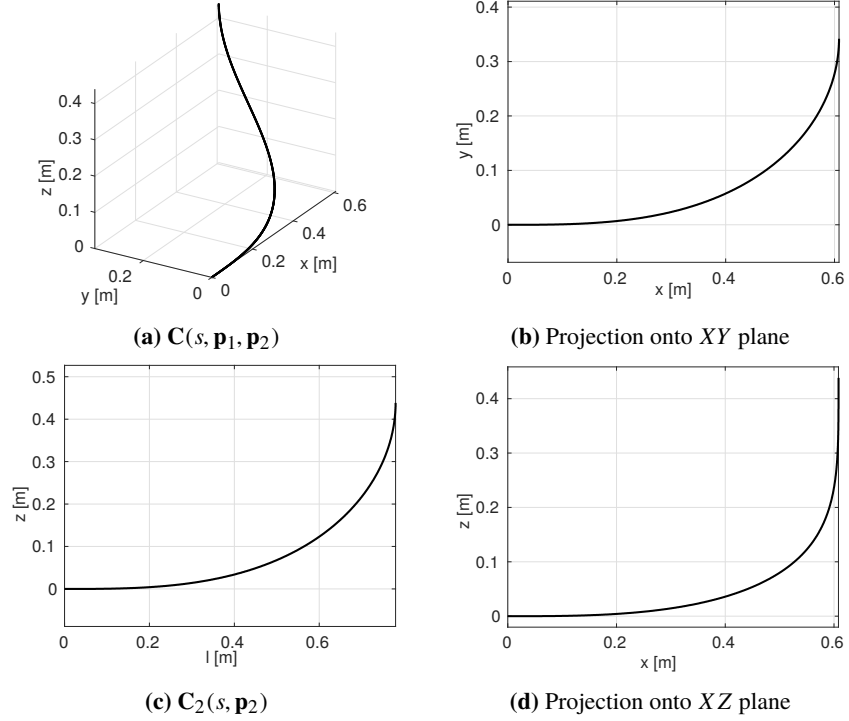 0.4
0.3
0.2
0.1
0
z [m]
0.2
0
y [m]
0
0.2
0.4
0.6
x [m]
(a) C(s, p₁, p₂)
0.4
0.3
0.2
0.1
0
y [m]
0 0.2 0.4 0.6
x [m]
(b) Projection onto XY plane
0.5
0.4
0.3
0.2
0.1
0
z [m]
0 0.2 0.4 0.6
l [m]
(c) C₂(s, p₂)
0.4
0.3
0.2
0.1
0
z [m]
0 0.2 0.4 0.6
x [m]
(d) Projection onto XZ plane